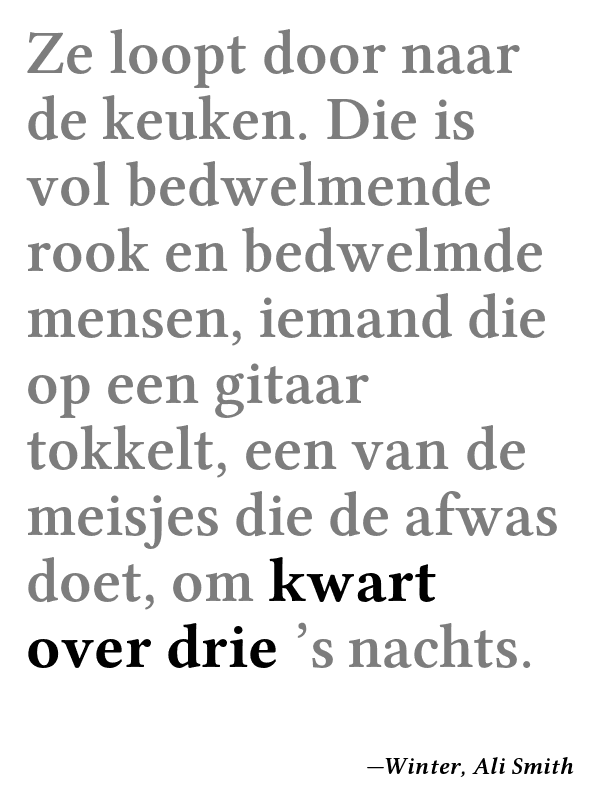 Ze loopt door naar
de keuken. Die is
vol bedwelmende
rook en bedwelmde
mensen, iemand die
op een gitaar
tokkelt, een van de
meisjes die de afwas
doet, om kwart
over drie ’s nachts.
—Winter, Ali Smith